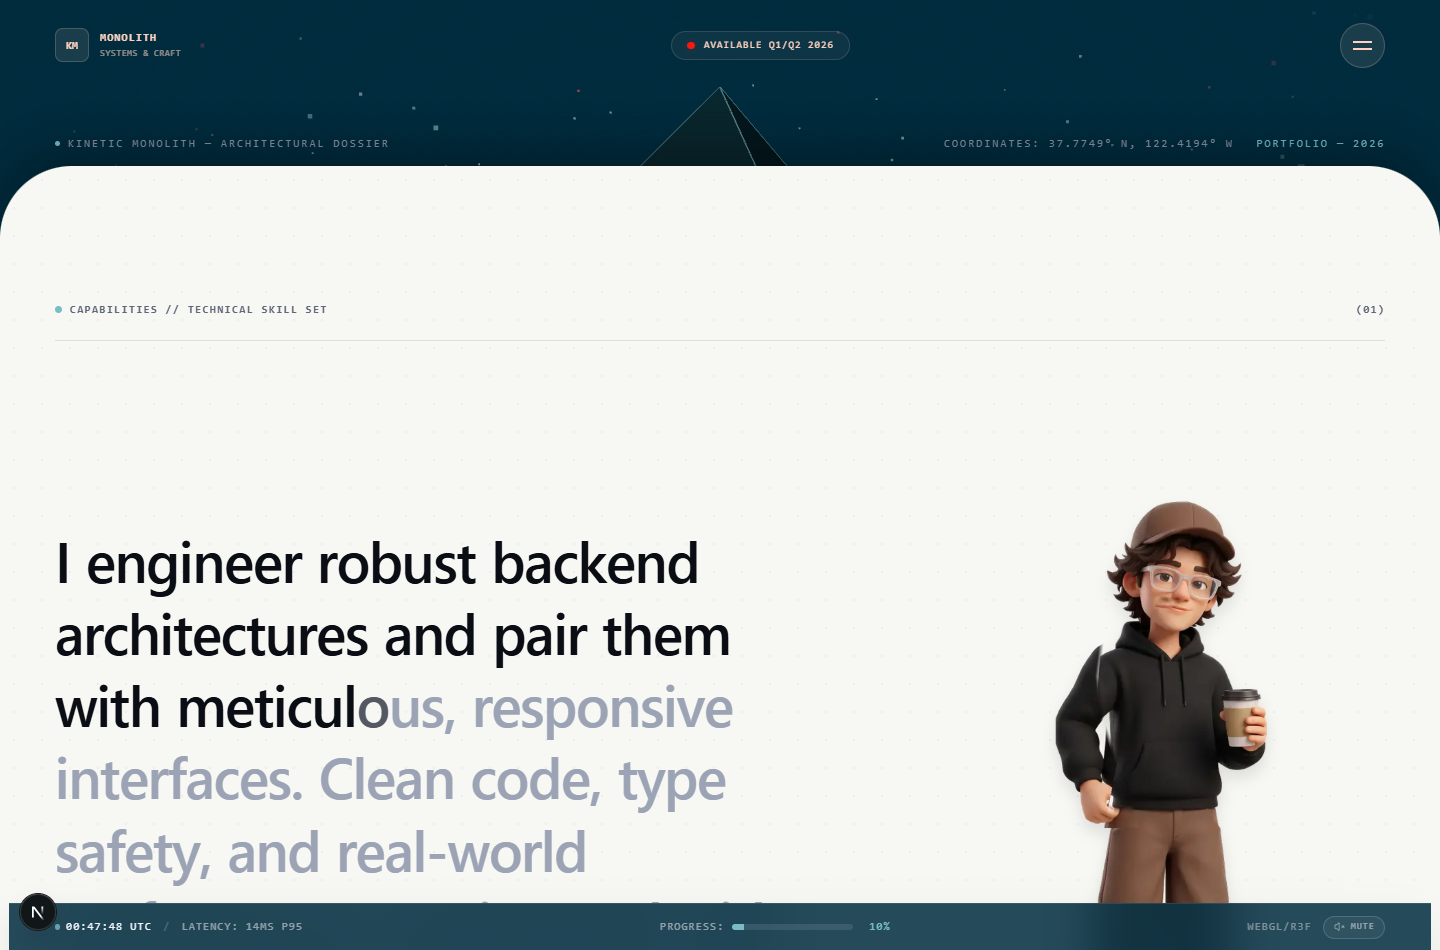 KM
MONOLITH
SYSTEMS & CRAFT
AVAILABLE Q1/Q2 2026
KINETIC MONOLITH — ARCHITECTURAL DOSSIER
COORDINATES: 37.7749° N, 122.4194° W
PORTFOLIO — 2026
CAPABILITIES // TECHNICAL SKILL SET
(01)
I engineer robust backend
architectures and pair them
with meticulous, responsive
interfaces. Clean code, type
safety, and real-world
N
00:47:48 UTC / LATENCY: 14MS P95
PROGRESS: 10%
WEBGL/R3F
MUTE